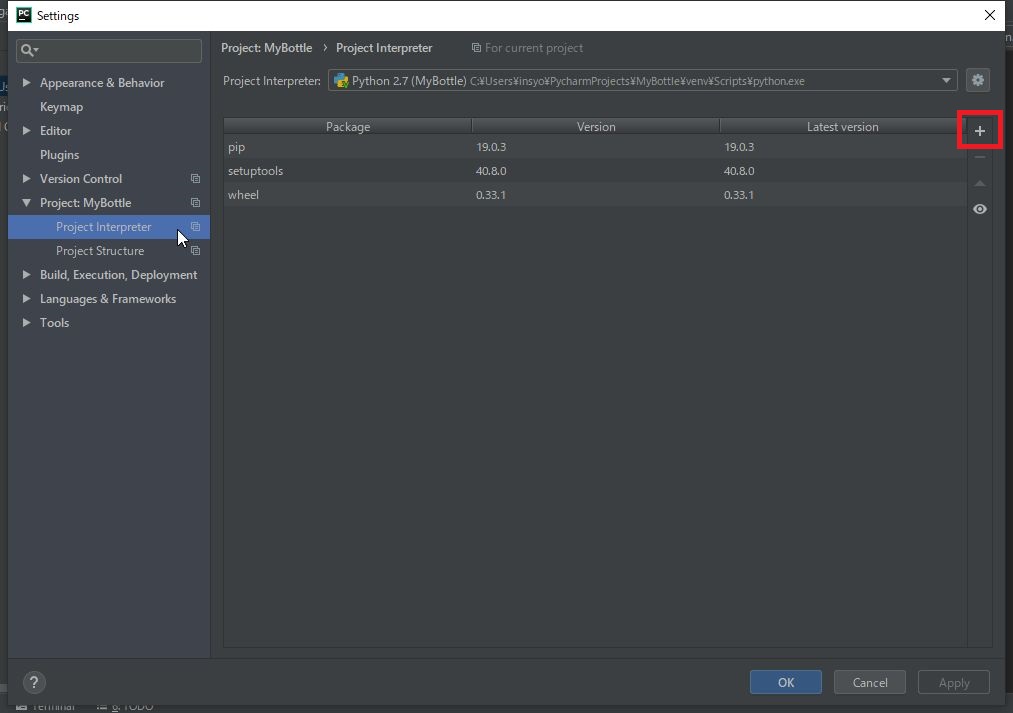 PC Settings
Project: MyBottle › Project Interpreter For current project
Appearance & Behavior
Keymap
Editor
Plugins
Version Control
Project: MyBottle
Project Interpreter
Project Structure
Build, Execution, Deployment
Languages & Frameworks
Tools
Project Interpreter: Python 2.7 (MyBottle) C:¥Users¥insyo¥PycharmProjects¥MyBottle¥venv¥Scripts¥python.exe
Package Version Latest version
pip 19.0.3 19.0.3
setuptools 40.8.0 40.8.0
wheel 0.33.1 0.33.1
? OK Cancel Apply
Terminal 6: TODO